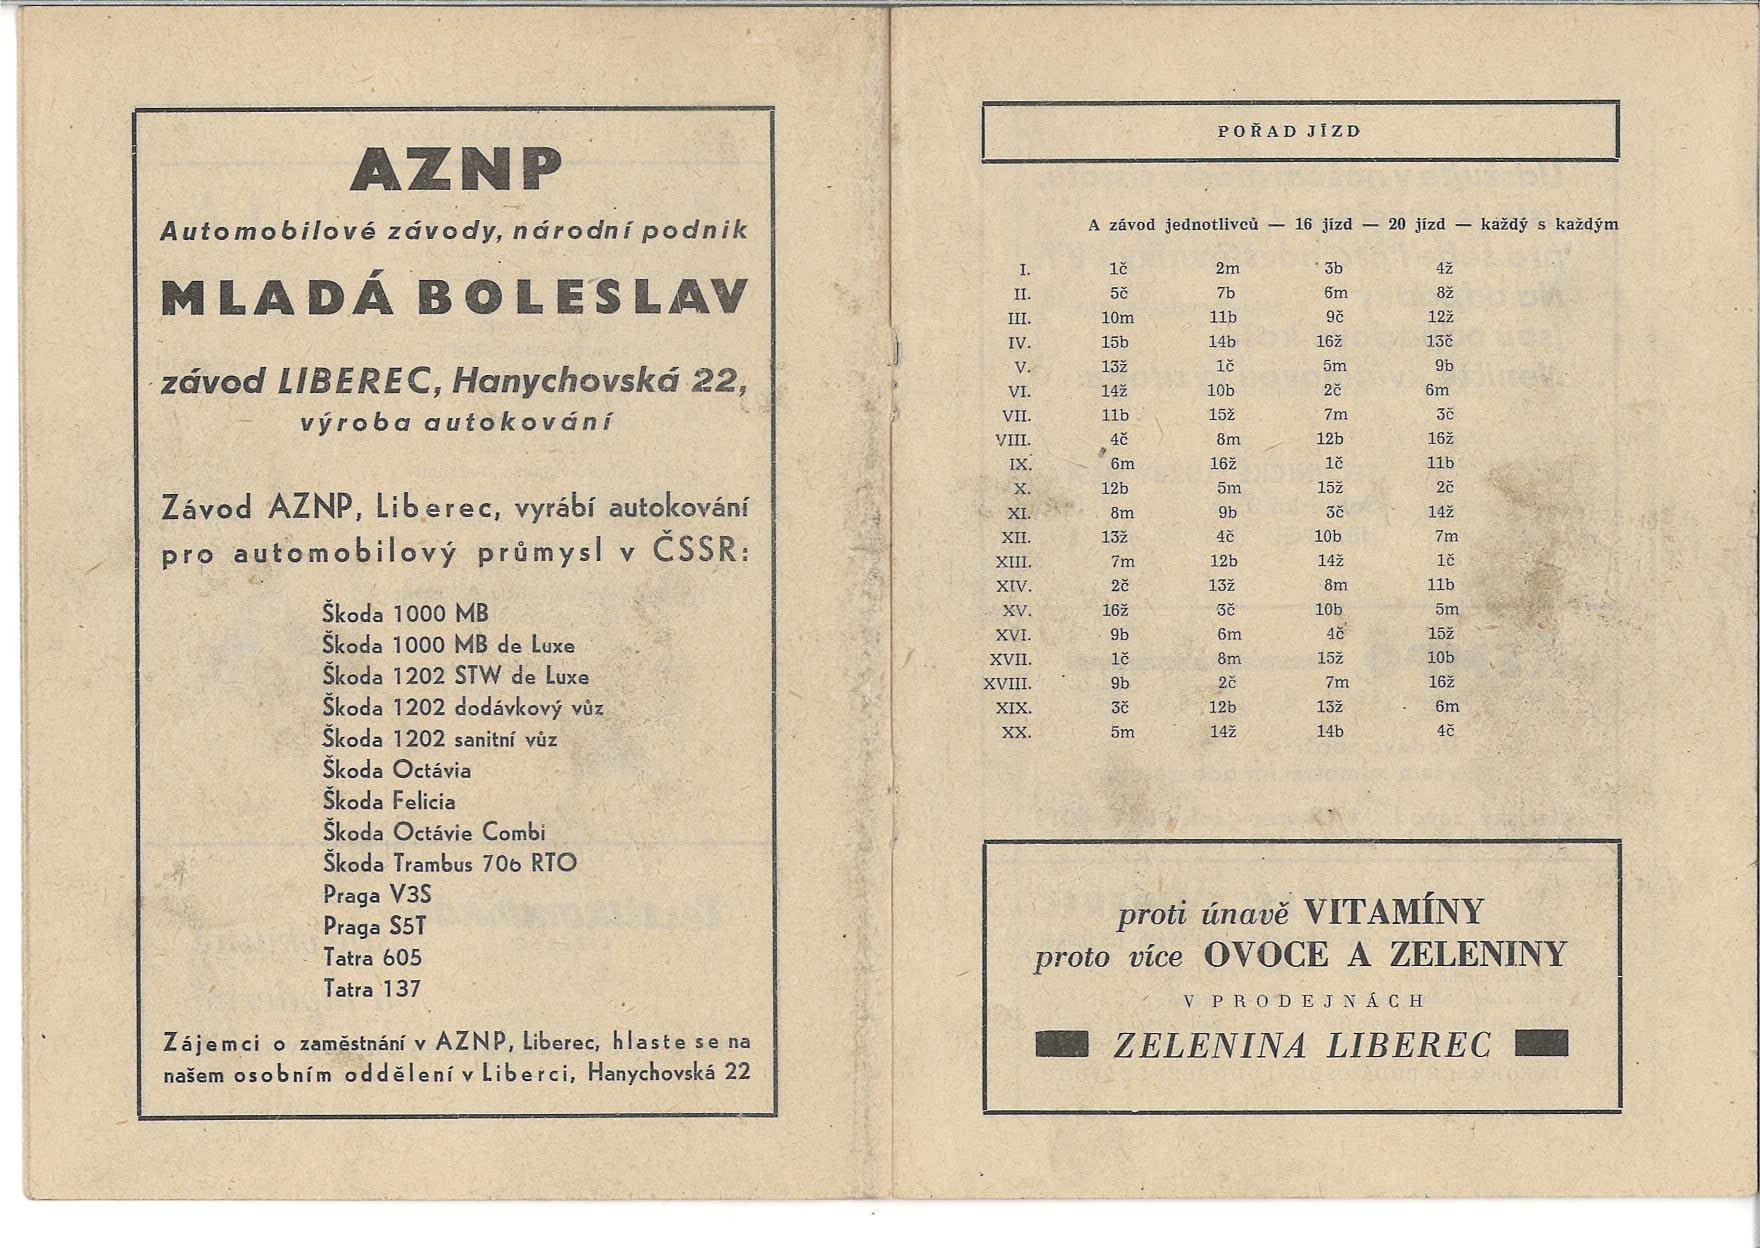 AZNP
Automobilové závody, národní podnik
MLADÁ BOLESLAV
závod LIBEREC, Hanychovská 22,
výroba autokování
Závod AZNP, Liberec, vyrábí autokování
pro automobilový průmysl v ČSSR:
Škoda 1000 MB
Škoda 1000 MB de Luxe
Škoda 1202 STW de Luxe
Škoda 1202 dodávkový vůz
Škoda 1202 sanitní vůz
Škoda Octávia
Škoda Felicia
Škoda Octávie Combi
Škoda Trambus 706 RTO
Praga V3S
Praga S5T
Tatra 605
Tatra 137
Zájemci o zaměstnání v AZNP, Liberec, hlaste se na
našem osobním oddělení v Liberci, Hanychovská 22
POŘAD JÍZD
A závod jednotlivců — 16 jízd — 20 jízd — každý s každým
I. 1č 2m 3b 4ž
II. 5č 7b 6m 8ž
III. 10m 11b 9č 12ž
IV. 15b 14b 16ž 13č
V. 13ž 1č 5m 9b
VI. 14ž 10b 2č 6m
VII. 11b 15ž 7m 3č
VIII. 4č 8m 12b 16ž
IX. 6m 16ž 1č 11b
X. 12b 5m 15ž 2č
XI. 8m 9b 3č 14ž
XII. 13ž 4č 10b 7m
XIII. 7m 12b 14ž 1č
XIV. 2č 13ž 8m 11b
XV. 16ž 3č 10b 5m
XVI. 9b 6m 4č 15ž
XVII. 1č 8m 15ž 10b
XVIII. 9b 2č 7m 16ž
XIX. 3č 12b 13ž 6m
XX. 5m 14ž 14b 4č
proti únavě VITAMÍNY
proto více OVOCE A ZELENINY
V PRODEJNÁCH
ZELENINA LIBEREC